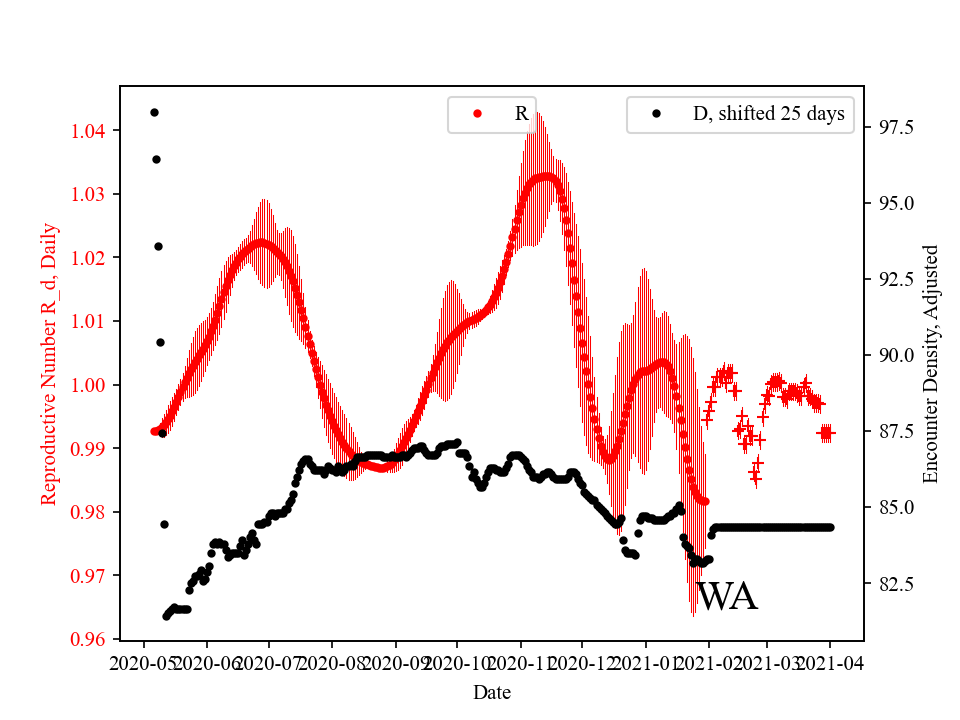 R
D, shifted 25 days
1.04
1.03
1.02
1.01
1.00
0.99
0.98
0.97
0.96
Reproductive Number R_d, Daily
97.5
95.0
92.5
90.0
87.5
85.0
82.5
Encounter Density, Adjusted
WA
2020-05 2020-06 2020-07 2020-08 2020-09 2020-10 2020-11 2020-12 2021-01 2021-02 2021-03 2021-04
Date